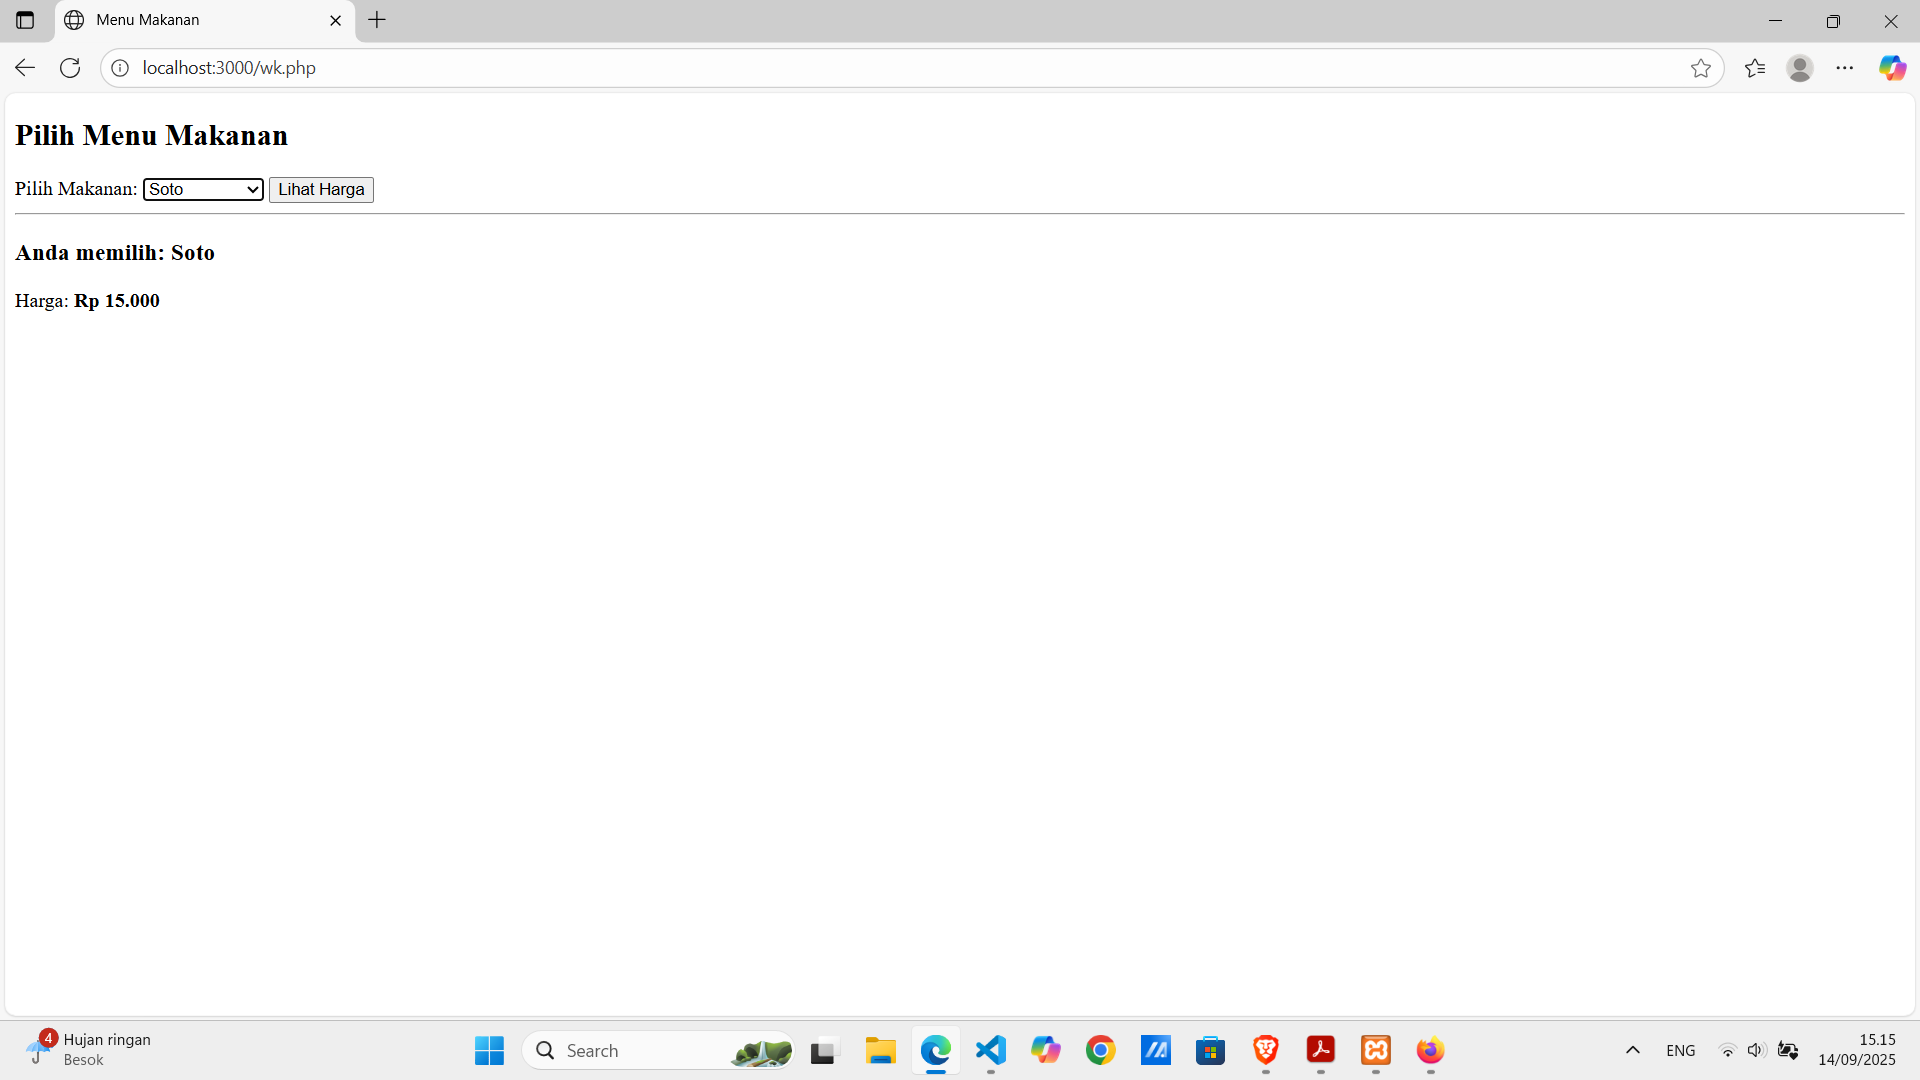 Menu Makanan
localhost:3000/wk.php
Pilih Menu Makanan
Pilih Makanan: Soto Lihat Harga
Anda memilih: Soto
Harga: Rp 15.000
4 Hujan ringan
Besok
Search
ENG
15.15
14/09/2025